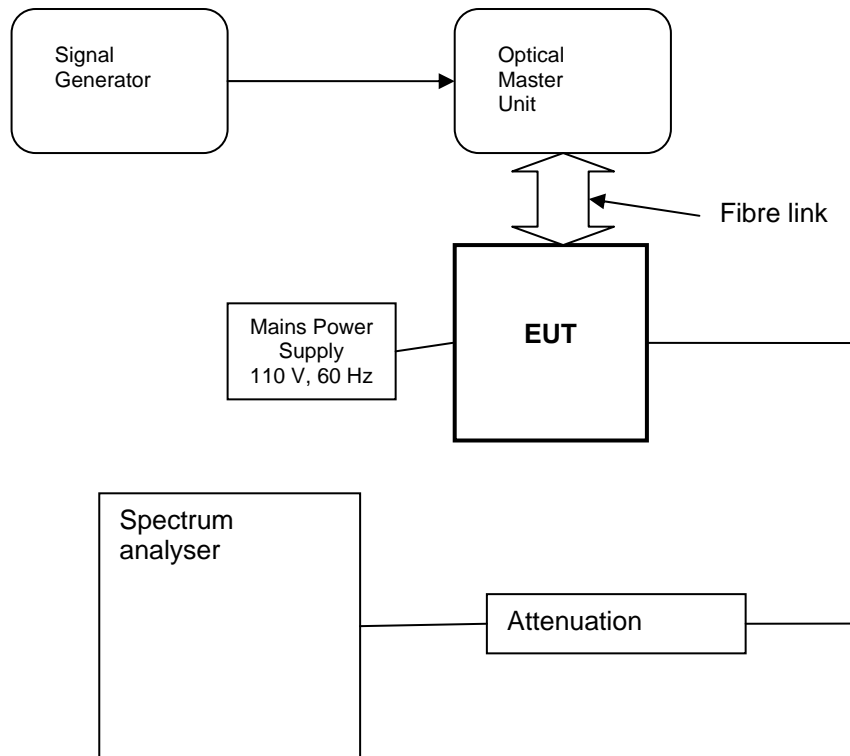 Signal
Generator
Optical
Master
Unit
Fibre link
Mains Power
Supply
110 V, 60 Hz
EUT
Spectrum
analyser
Attenuation